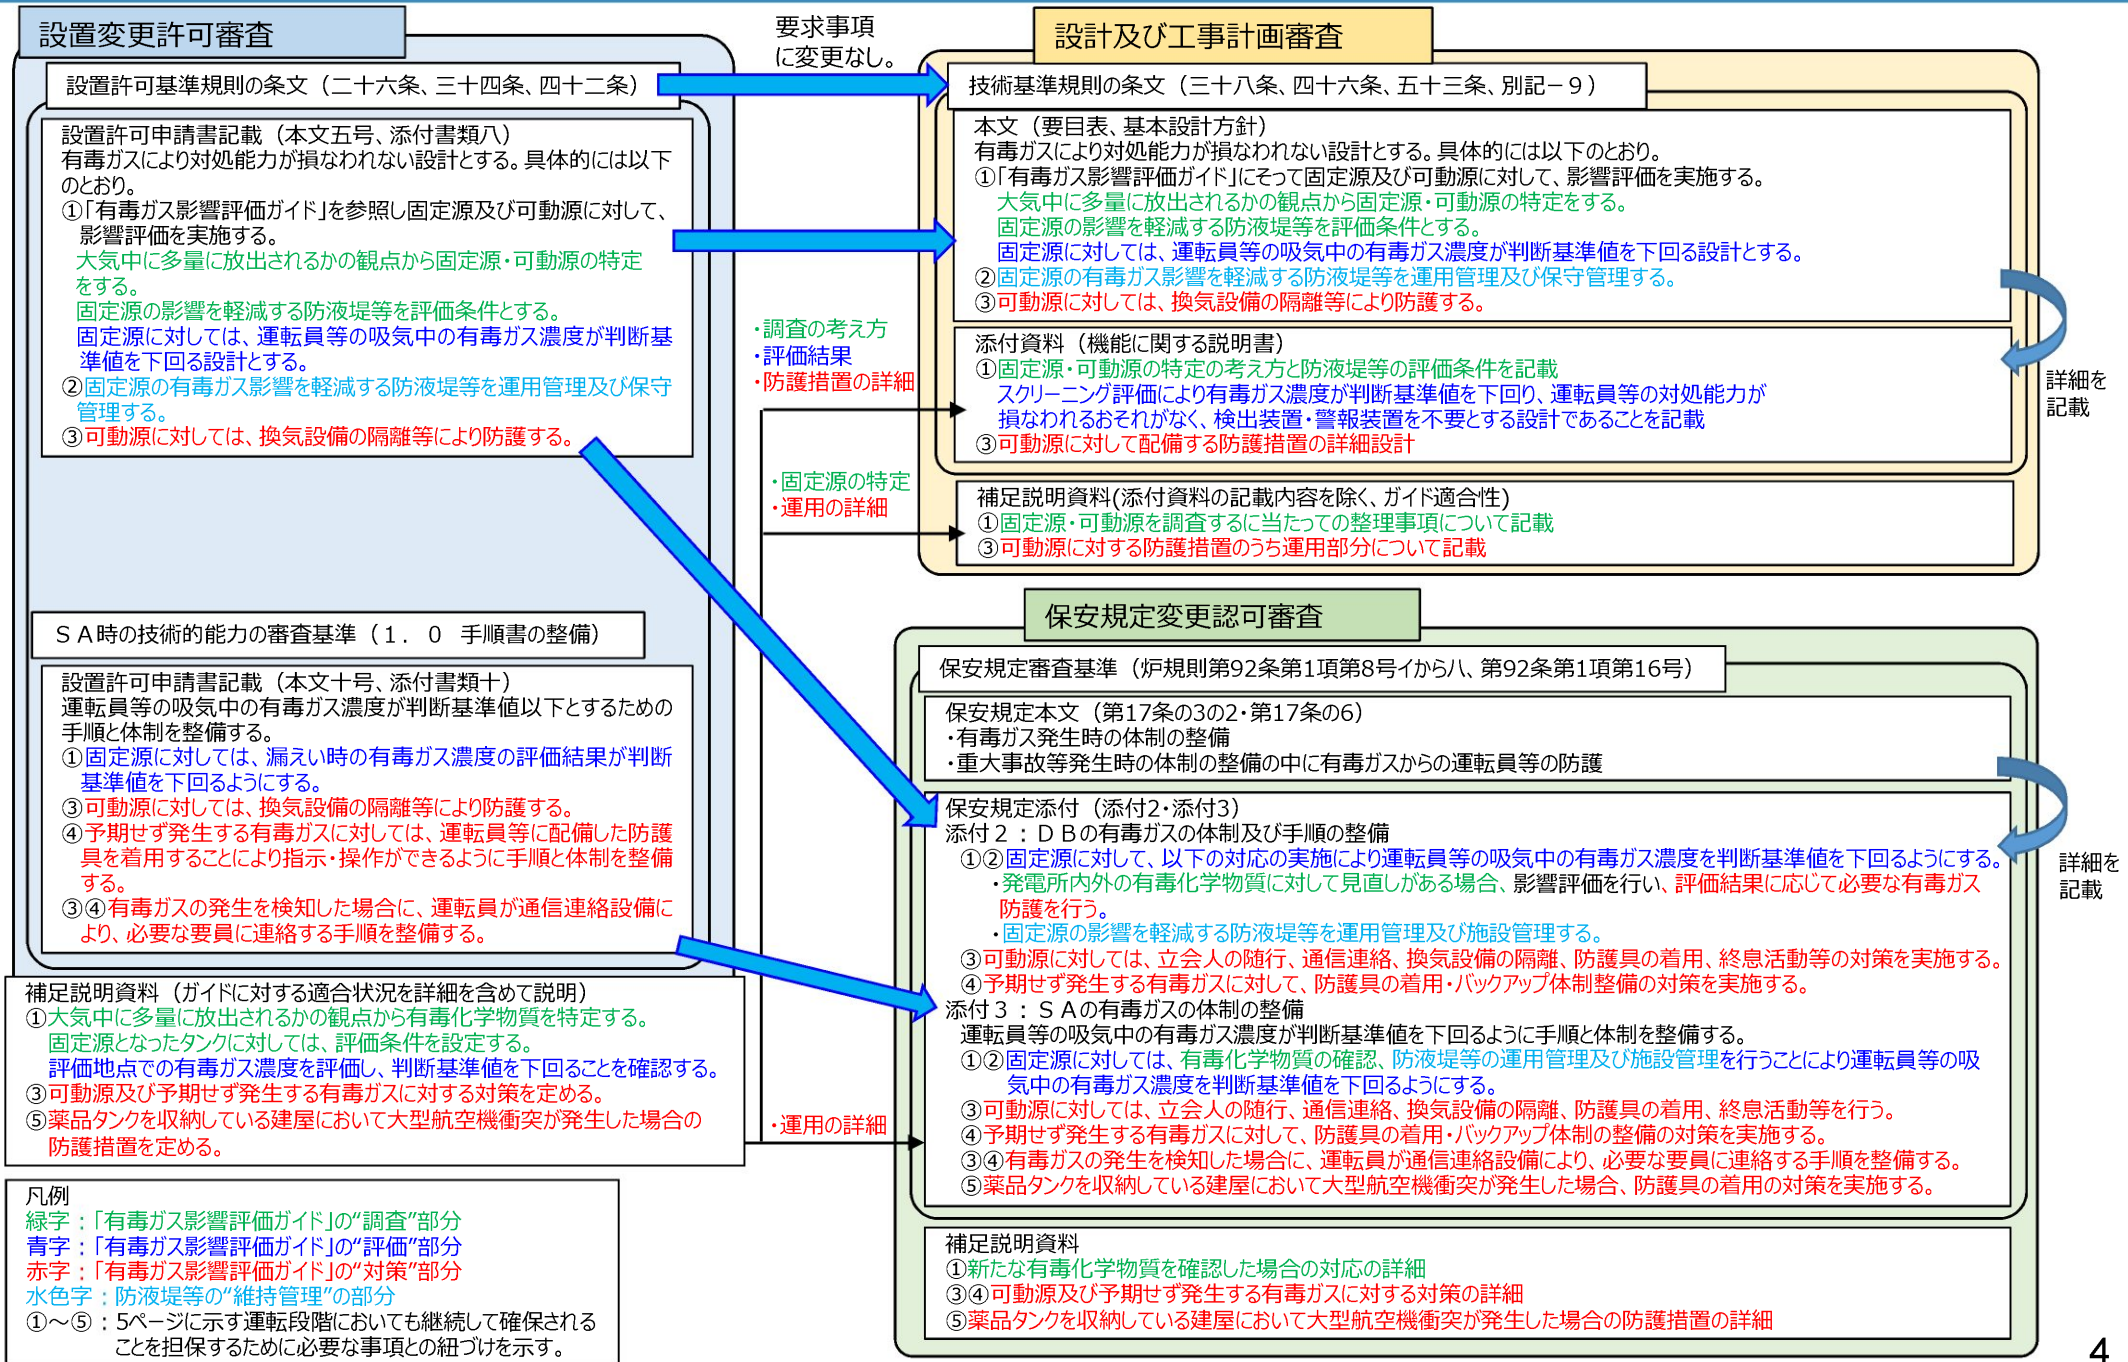 設置変更許可審査
設置許可基準規則の条文（二十六条、三十四条、四十二条）
設置許可申請書記載（本文五号、添付書類八）
有毒ガスにより対処能力が損なわれない設計とする。具体的には以下
のとおり。
①「有毒ガス影響評価ガイド」を参照し固定源及び可動源に対して、
影響評価を実施する。
大気中に多量に放出されるかの観点から固定源・可動源の特定
をする。
固定源の影響を軽減する防液堤等を評価条件とする。
固定源に対しては、運転員等の吸気中の有毒ガス濃度が判断基
準値を下回る設計とする。
②固定源の有毒ガス影響を軽減する防液堤等を運用管理及び保守
管理する。
③可動源に対しては、換気設備の隔離等により防護する。
ＳＡ時の技術的能力の審査基準（１．０　手順書の整備）
設置許可申請書記載（本文十号、添付書類十）
運転員等の吸気中の有毒ガス濃度が判断基準値以下とするための
手順と体制を整備する。
①固定源に対しては、漏えい時の有毒ガス濃度の評価結果が判断
基準値を下回るようにする。
③可動源に対しては、換気設備の隔離等により防護する。
④予期せず発生する有毒ガスに対しては、運転員等に配備した防護
具を着用することにより指示・操作ができるように手順と体制を整備
する。
③④有毒ガスの発生を検知した場合に、運転員が通信連絡設備に
より、必要な要員に連絡する手順を整備する。
補足説明資料（ガイドに対する適合状況を詳細を含めて説明）
①大気中に多量に放出されるかの観点から有毒化学物質を特定する。
固定源となったタンクに対しては、評価条件を設定する。
評価地点での有毒ガス濃度を評価し、判断基準値を下回ることを確認する。
③可動源及び予期せず発生する有毒ガスに対する対策を定める。
⑤薬品タンクを収納している建屋において大型航空機衝突が発生した場合の
防護措置を定める。
凡例
緑字：「有毒ガス影響評価ガイド」の“調査”部分
青字：「有毒ガス影響評価ガイド」の“評価”部分
赤字：「有毒ガス影響評価ガイド」の“対策”部分
水色字：防液堤等の“維持管理”の部分
①～⑤：5ページに示す運転段階においても継続して確保される
ことを担保するために必要な事項との紐づけを示す。
要求事項
に変更なし。
・調査の考え方
・評価結果
・防護措置の詳細
・固定源の特定
・運用の詳細
・運用の詳細
設計及び工事計画審査
技術基準規則の条文（三十八条、四十六条、五十三条、別記－９）
本文（要目表、基本設計方針）
有毒ガスにより対処能力が損なわれない設計とする。具体的には以下のとおり。
①「有毒ガス影響評価ガイド」にそって固定源及び可動源に対して、影響評価を実施する。
大気中に多量に放出されるかの観点から固定源・可動源の特定をする。
固定源の影響を軽減する防液堤等を評価条件とする。
固定源に対しては、運転員等の吸気中の有毒ガス濃度が判断基準値を下回る設計とする。
②固定源の有毒ガス影響を軽減する防液堤等を運用管理及び保守管理する。
③可動源に対しては、換気設備の隔離等により防護する。
添付資料（機能に関する説明書）
①固定源・可動源の特定の考え方と防液堤等の評価条件を記載
スクリーニング評価により有毒ガス濃度が判断基準値を下回り、運転員等の対処能力が
損なわれるおそれがなく、検出装置・警報装置を不要とする設計であることを記載
③可動源に対して配備する防護措置の詳細設計
詳細を
記載
補足説明資料(添付資料の記載内容を除く、ガイド適合性)
①固定源・可動源を調査するに当たっての整理事項について記載
③可動源に対する防護措置のうち運用部分について記載
保安規定変更認可審査
保安規定審査基準（炉規則第92条第1項第8号イからハ、第92条第1項第16号）
保安規定本文（第17条の3の2・第17条の6）
・有毒ガス発生時の体制の整備
・重大事故等発生時の体制の整備の中に有毒ガスからの運転員等の防護
保安規定添付（添付2・添付3）
添付２：ＤＢの有毒ガスの体制及び手順の整備
①②固定源に対して、以下の対応の実施により運転員等の吸気中の有毒ガス濃度を判断基準値を下回るようにする。
・発電所内外の有毒化学物質に対して見直しがある場合、影響評価を行い、評価結果に応じて必要な有毒ガス
防護を行う。
・固定源の影響を軽減する防液堤等を運用管理及び施設管理する。
③可動源に対しては、立会人の随行、通信連絡、換気設備の隔離、防護具の着用、終息活動等の対策を実施する。
④予期せず発生する有毒ガスに対して、防護具の着用・バックアップ体制整備の対策を実施する。
添付３：ＳＡの有毒ガスの体制の整備
運転員等の吸気中の有毒ガス濃度が判断基準値を下回るように手順と体制を整備する。
①②固定源に対しては、有毒化学物質の確認、防液堤等の運用管理及び施設管理を行うことにより運転員等の吸
気中の有毒ガス濃度を判断基準値を下回るようにする。
③可動源に対しては、立会人の随行、通信連絡、換気設備の隔離、防護具の着用、終息活動等を行う。
④予期せず発生する有毒ガスに対して、防護具の着用・バックアップ体制の整備の対策を実施する。
③④有毒ガスの発生を検知した場合に、運転員が通信連絡設備により、必要な要員に連絡する手順を整備する。
⑤薬品タンクを収納している建屋において大型航空機衝突が発生した場合、防護具の着用の対策を実施する。
詳細を
記載
補足説明資料
①新たな有毒化学物質を確認した場合の対応の詳細
③④可動源及び予期せず発生する有毒ガスに対する対策の詳細
⑤薬品タンクを収納している建屋において大型航空機衝突が発生した場合の防護措置の詳細
4